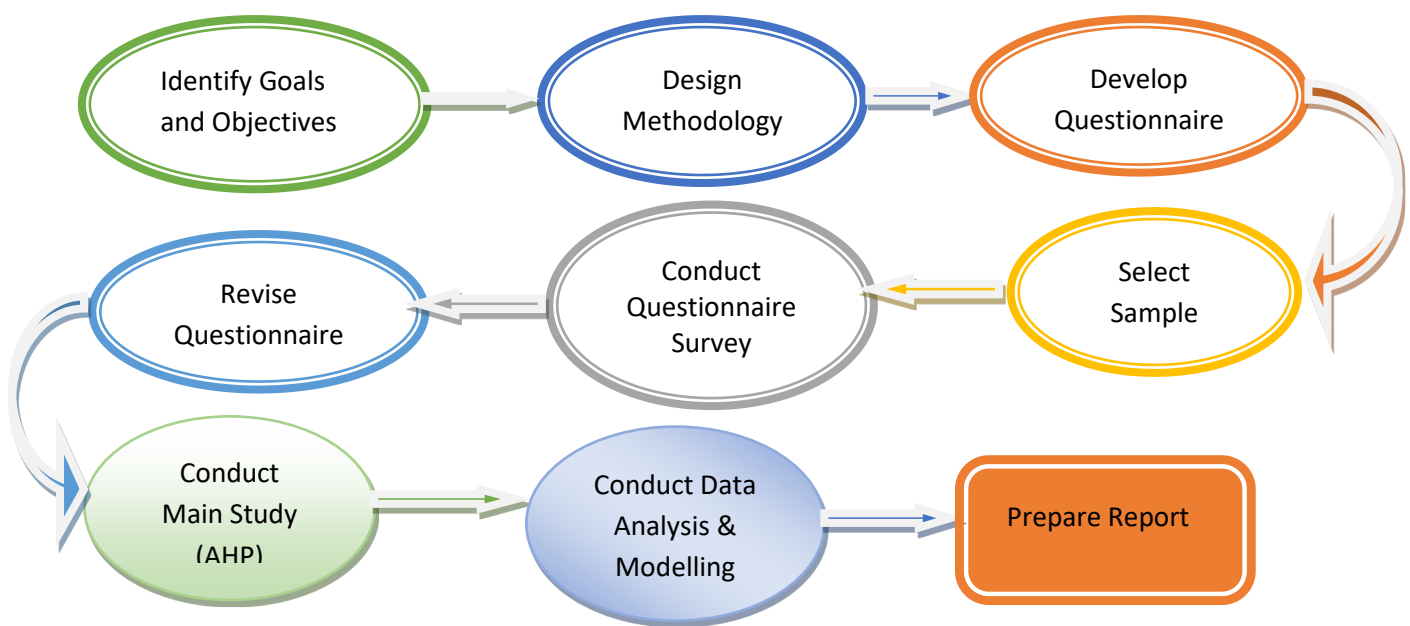 Identify Goals
and Objectives
Design
Methodology
Develop
Questionnaire
Select
Sample
Conduct
Questionnaire
Survey
Revise
Questionnaire
Conduct
Main Study
(AHP)
Conduct Data
Analysis &
Modelling
Prepare Report